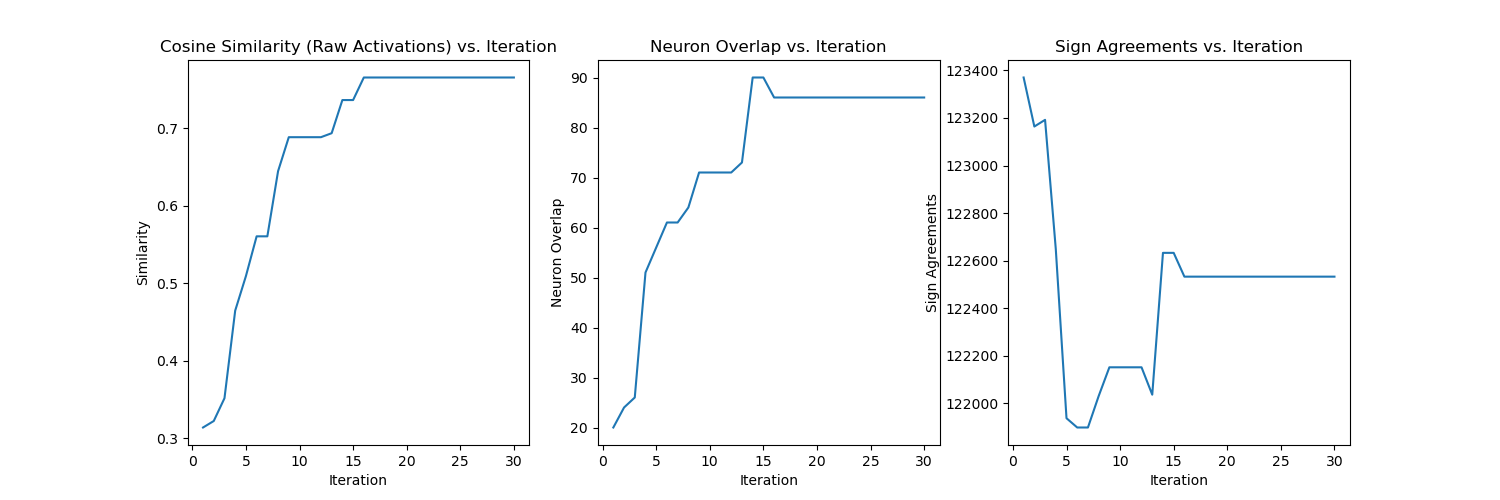 Cosine Similarity (Raw Activations) vs. Iteration
Similarity
0.7
0.6
0.5
0.4
0.3
0 5 10 15 20 25 30
Iteration
Neuron Overlap vs. Iteration
Neuron Overlap
90
80
70
60
50
40
30
20
0 5 10 15 20 25 30
Iteration
Sign Agreements vs. Iteration
Sign Agreements
123400
123200
123000
122800
122600
122400
122200
122000
0 5 10 15 20 25 30
Iteration